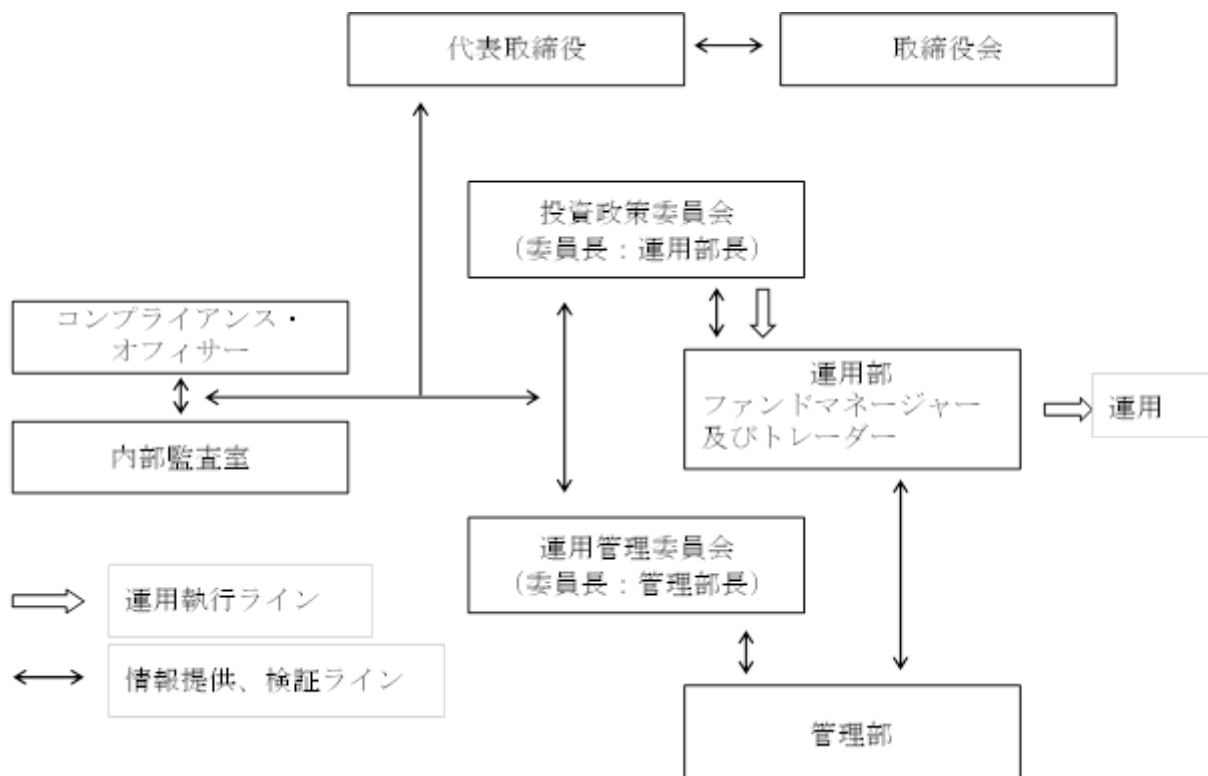 代表取締役
取締役会
投資政策委員会
（委員長：運用部長）
コンプライアンス・
オフィサー
運用部
ファンドマネージャー
及びトレーダー
運用
内部監査室
運用管理委員会
（委員長：管理部長）
運用執行ライン
情報提供、検証ライン
管理部